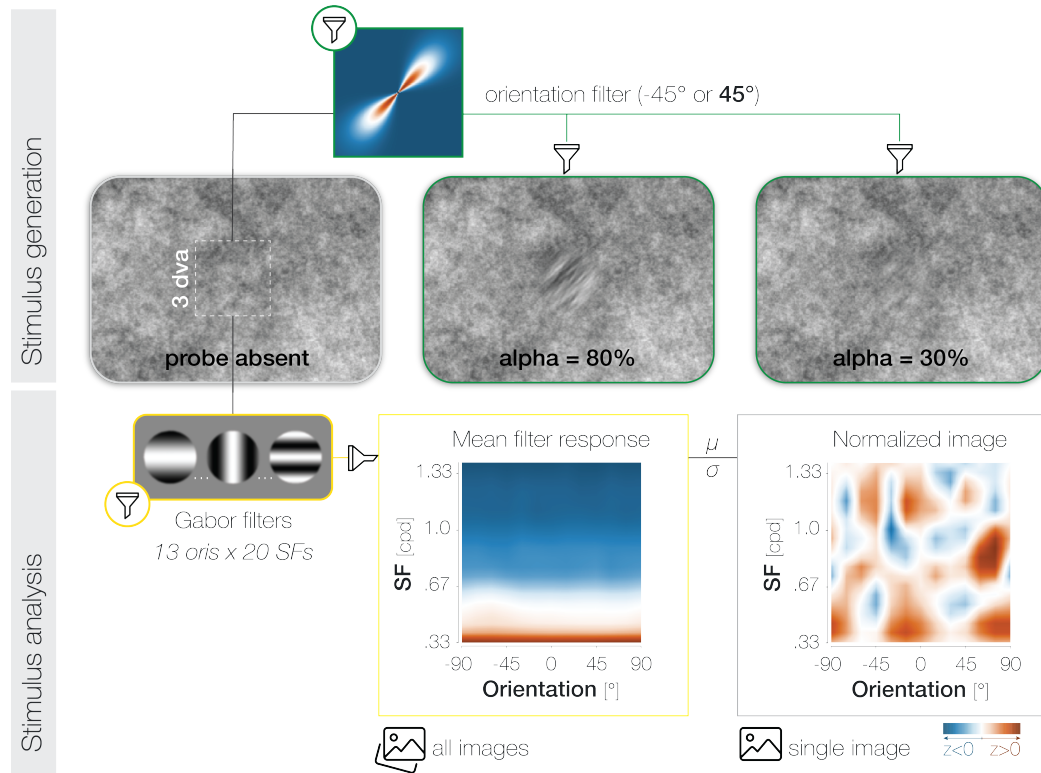 Stimulus generation
orientation filter (-45° or 45°)
3 dva
probe absent
alpha = 80%
alpha = 30%
Stimulus analysis
... ...
Gabor filters
13 oris x 20 SFs
Mean filter response
1.33
1.0
.67
.33
SF [cpd]
-90 -45 0 45 90
Orientation [°]
all images
μ
σ
Normalized image
1.33
1.0
.67
.33
SF [cpd]
-90 -45 0 45 90
Orientation [°]
single image
z<0 z>0